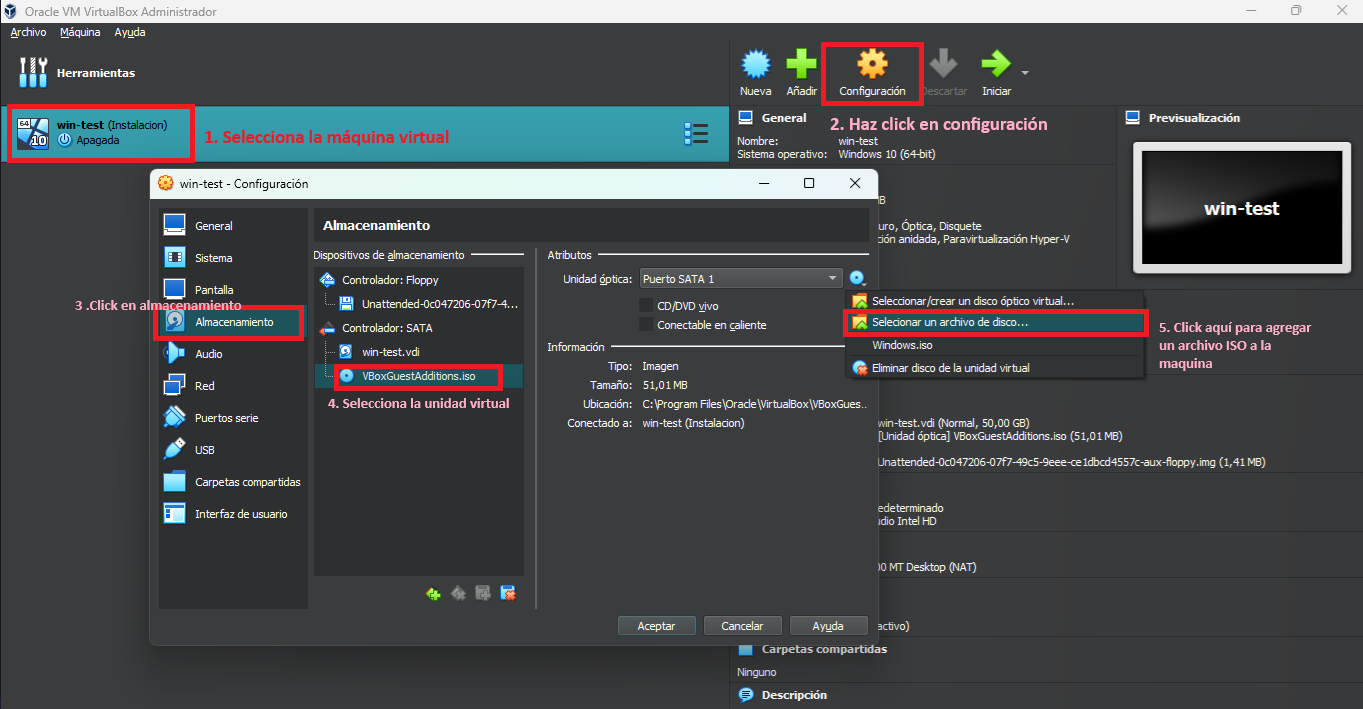 Oracle VM VirtualBox Administrador
Archivo Máquina Ayuda
Herramientas
Nueva Añadir Configuración Descartar Iniciar
64
10
win-test (Instalacion)
Apagada
1. Selecciona la máquina virtual
General
2. Haz click en configuración
Nombre: win-test
Sistema operativo: Windows 10 (64-bit)
Previsualización
win-test
win-test - Configuración
General
Sistema
Pantalla
3 .Click en almacenamiento
Almacenamiento
Audio
Red
Puertos serie
USB
Carpetas compartidas
Interfaz de usuario
Almacenamiento
Dispositivos de almacenamiento
Controlador: Floppy
Unattended-0c047206-07f7-4...
Controlador: SATA
win-test.vdi
VBoxGuestAdditions.iso
4. Selecciona la unidad virtual
Atributos
Unidad óptica: Puerto SATA 1
CD/DVD vivo
Conectable en caliente
Información
Tipo: Imagen
Tamaño: 51,01 MB
Ubicación: C:\Program Files\Oracle\VirtualBox\VBoxGues..
Conectado a: win-test (Instalacion)
Seleccionar/crear un disco óptico virtual...
Selecionar un archivo de disco...
Windows.iso
Eliminar disco de la unidad virtual
5. Click aquí para agregar
un archivo ISO a la
maquina
Aceptar Cancelar Ayuda
B
uro, Óptica, Disquete
ción anidada, Paravirtualización Hyper-V
win-test.vdi (Normal, 50,00 GB)
[Unidad óptica] VBoxGuestAdditions.iso (51,01 MB)
Unattended-0c047206-07f7-49c5-9eee-ce1dbcd4557c-aux-floppy.img (1,41 MB)
edeterminado
udio Intel HD
00 MT Desktop (NAT)
activo)
Carpetas compartidas
Ninguno
Descripción